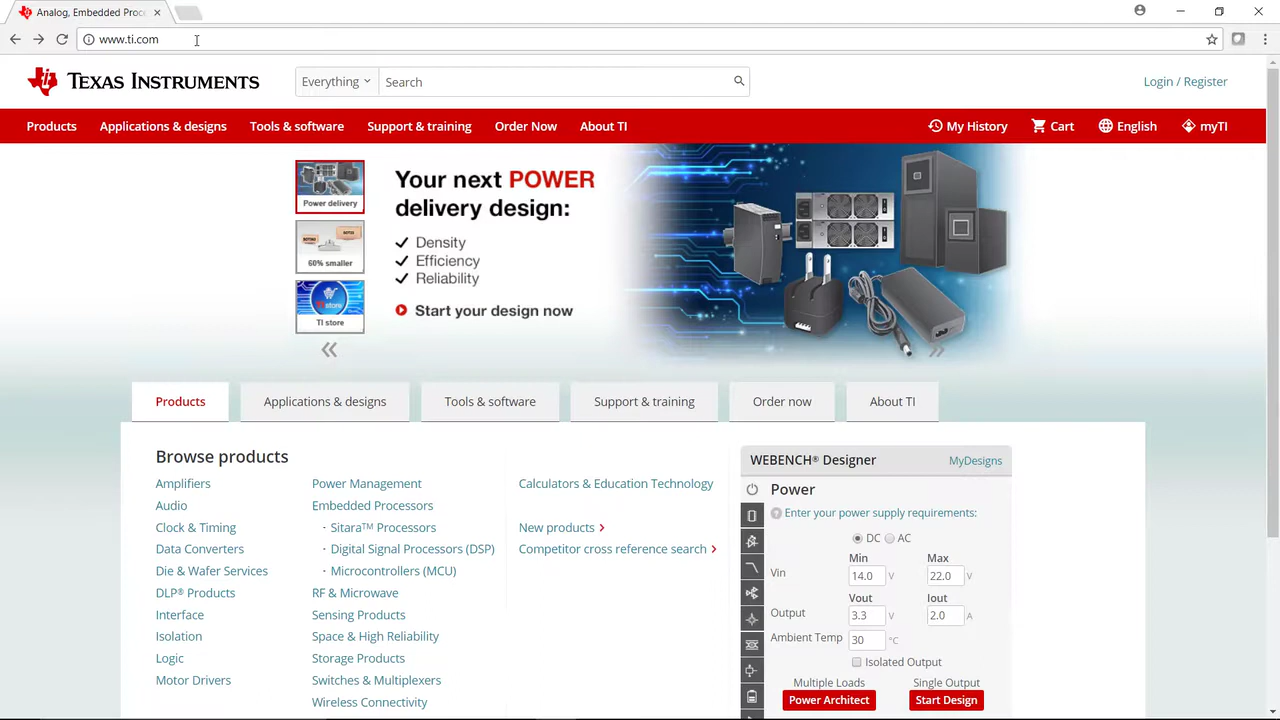 Analog, Embedded Proc
www.ti.com
TEXAS INSTRUMENTS
Everything
Search
Login / Register
Products
Applications & designs
Tools & software
Support & training
Order Now
About TI
My History
Cart
English
myTI
Power delivery
60% smaller
TI store
Your next POWER
delivery design:
Density
Efficiency
Reliability
Start your design now
Products
Applications & designs
Tools & software
Support & training
Order now
About TI
Browse products
Amplifiers
Audio
Clock & Timing
Data Converters
Die & Wafer Services
DLP® Products
Interface
Isolation
Logic
Motor Drivers
Power Management
Embedded Processors
· Sitara™ Processors
· Digital Signal Processors (DSP)
· Microcontrollers (MCU)
RF & Microwave
Sensing Products
Space & High Reliability
Storage Products
Switches & Multiplexers
Wireless Connectivity
Calculators & Education Technology
New products
Competitor cross reference search
WEBENCH® Designer
MyDesigns
Power
Enter your power supply requirements:
DC AC
Min Max
Vin 14.0 V 22.0 V
Vout Iout
Output 3.3 V 2.0 A
Ambient Temp 30 °C
Isolated Output
Multiple Loads Single Output
Power Architect Start Design